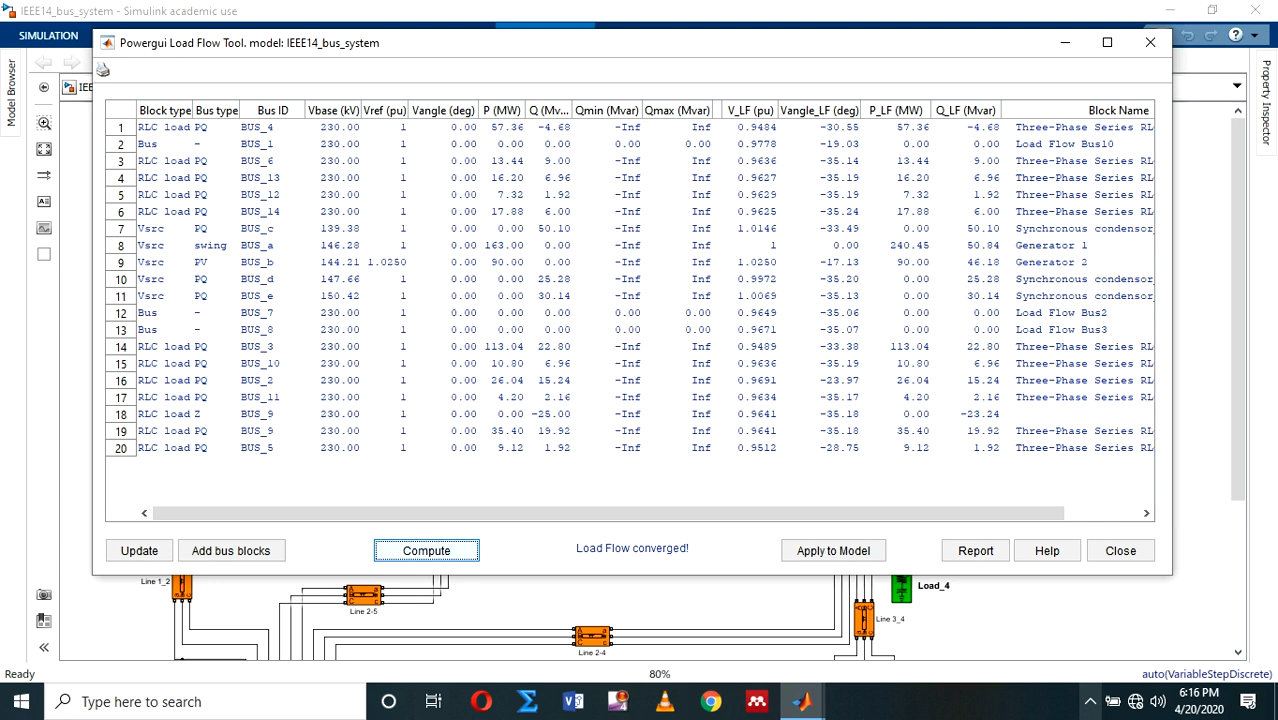 IEEE14_bus_system - Simulink academic use
SIMULATION
Model Browser
Property Inspector
Powergui Load Flow Tool. model: IEEE14_bus_system
Block type Bus type Bus ID Vbase (kV) Vref (pu) Vangle (deg) P (MW) Q (Mv... Qmin (Mvar) Qmax (Mvar) V_LF (pu) Vangle_LF (deg) P_LF (MW) Q_LF (Mvar) Block Name
1 RLC load PQ BUS_4 230.00 1 0.00 57.36 -4.68 -Inf Inf 0.9484 -30.55 57.36 -4.68 Three-Phase Series RL
2 Bus - BUS_1 230.00 1 0.00 0.00 0.00 0.00 0.00 0.9778 -19.03 0.00 0.00 Load Flow Bus10
3 RLC load PQ BUS_6 230.00 1 0.00 13.44 9.00 -Inf Inf 0.9636 -35.14 13.44 9.00 Three-Phase Series RL
4 RLC load PQ BUS_13 230.00 1 0.00 16.20 6.96 -Inf Inf 0.9627 -35.19 16.20 6.96 Three-Phase Series RL
5 RLC load PQ BUS_12 230.00 1 0.00 7.32 1.92 -Inf Inf 0.9629 -35.19 7.32 1.92 Three-Phase Series RL
6 RLC load PQ BUS_14 230.00 1 0.00 17.88 6.00 -Inf Inf 0.9625 -35.24 17.88 6.00 Three-Phase Series RL
7 Vsrc PQ BUS_c 139.38 1 0.00 0.00 50.10 -Inf Inf 1.0146 -33.49 0.00 50.10 Synchronous condensor_
8 Vsrc swing BUS_a 146.28 1 0.00 163.00 0.00 -Inf Inf 1 0.00 240.45 50.84 Generator 1
9 Vsrc PV BUS_b 144.21 1.0250 0.00 90.00 0.00 -Inf Inf 1.0250 -17.13 90.00 46.18 Generator 2
10 Vsrc PQ BUS_d 147.66 1 0.00 0.00 25.28 -Inf Inf 0.9972 -35.20 0.00 25.28 Synchronous condensor_
11 Vsrc PQ BUS_e 150.42 1 0.00 0.00 30.14 -Inf Inf 1.0069 -35.13 0.00 30.14 Synchronous condensor_
12 Bus - BUS_7 230.00 1 0.00 0.00 0.00 0.00 0.00 0.9649 -35.06 0.00 0.00 Load Flow Bus2
13 Bus - BUS_8 230.00 1 0.00 0.00 0.00 0.00 0.00 0.9671 -35.07 0.00 0.00 Load Flow Bus3
14 RLC load PQ BUS_3 230.00 1 0.00 113.04 22.80 -Inf Inf 0.9489 -33.38 113.04 22.80 Three-Phase Series RL
15 RLC load PQ BUS_10 230.00 1 0.00 10.80 6.96 -Inf Inf 0.9636 -35.19 10.80 6.96 Three-Phase Series RL
16 RLC load PQ BUS_2 230.00 1 0.00 26.04 15.24 -Inf Inf 0.9691 -23.97 26.04 15.24 Three-Phase Series RL
17 RLC load PQ BUS_11 230.00 1 0.00 4.20 2.16 -Inf Inf 0.9634 -35.17 4.20 2.16 Three-Phase Series RL
18 RLC load Z BUS_9 230.00 1 0.00 0.00 -25.00 -Inf Inf 0.9641 -35.18 0.00 -23.24
19 RLC load PQ BUS_9 230.00 1 0.00 35.40 19.92 -Inf Inf 0.9641 -35.18 35.40 19.92 Three-Phase Series RL
20 RLC load PQ BUS_5 230.00 1 0.00 9.12 1.92 -Inf Inf 0.9512 -28.75 9.12 1.92 Three-Phase Series RL
Update Add bus blocks Compute Load Flow converged! Apply to Model Report Help Close
Line 1_2
Load_4
Line 2-5
Line 3_4
Line 2-4
Ready 80% auto(VariableStepDiscrete)
Type here to search
6:16 PM
4/20/2020